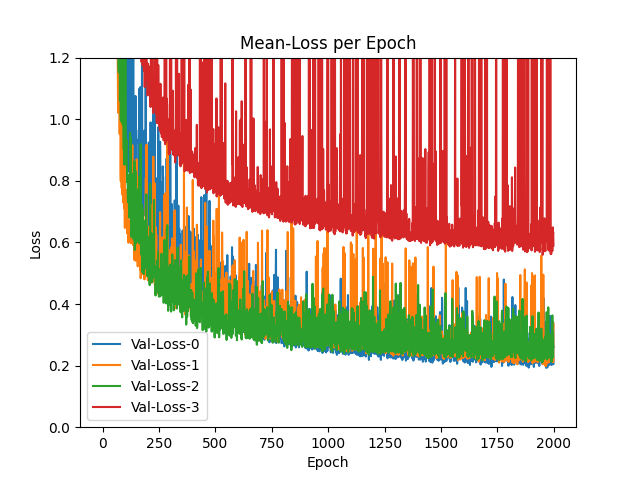 Mean-Loss per Epoch
1.2
1.0
0.8
0.6
0.4
0.2
0.0
Loss
Val-Loss-0
Val-Loss-1
Val-Loss-2
Val-Loss-3
0 250 500 750 1000 1250 1500 1750 2000
Epoch